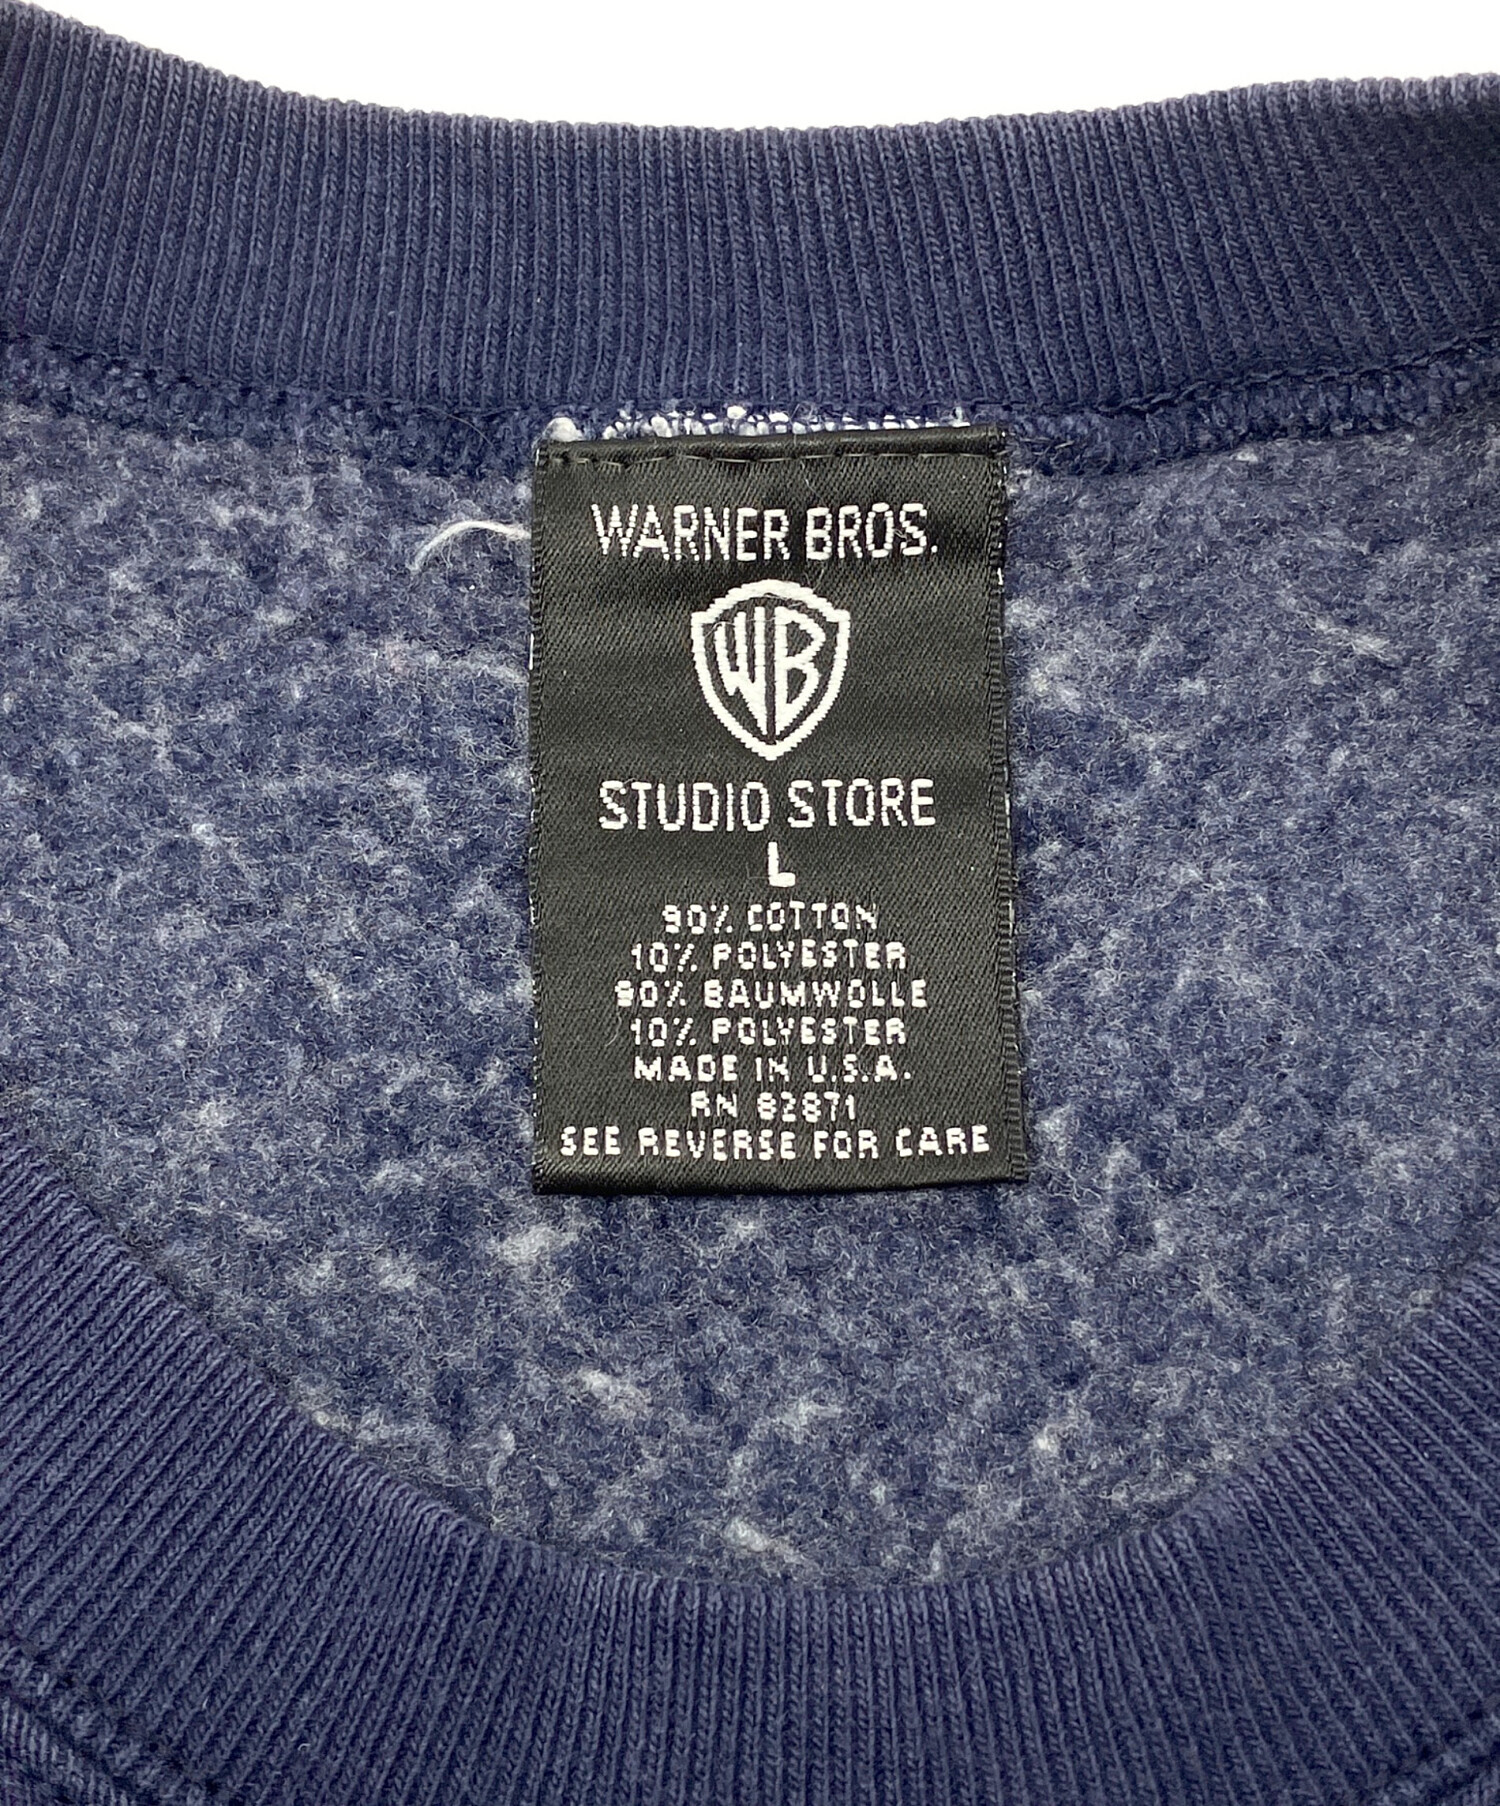 WARNER BROS.
WB
STUDIO STORE
L
90% COTTON
10% POLYESTER
90% BAUMWOLLE
10% POLYESTER
MADE IN U.S.A.
RN 82871
SEE REVERSE FOR CARE